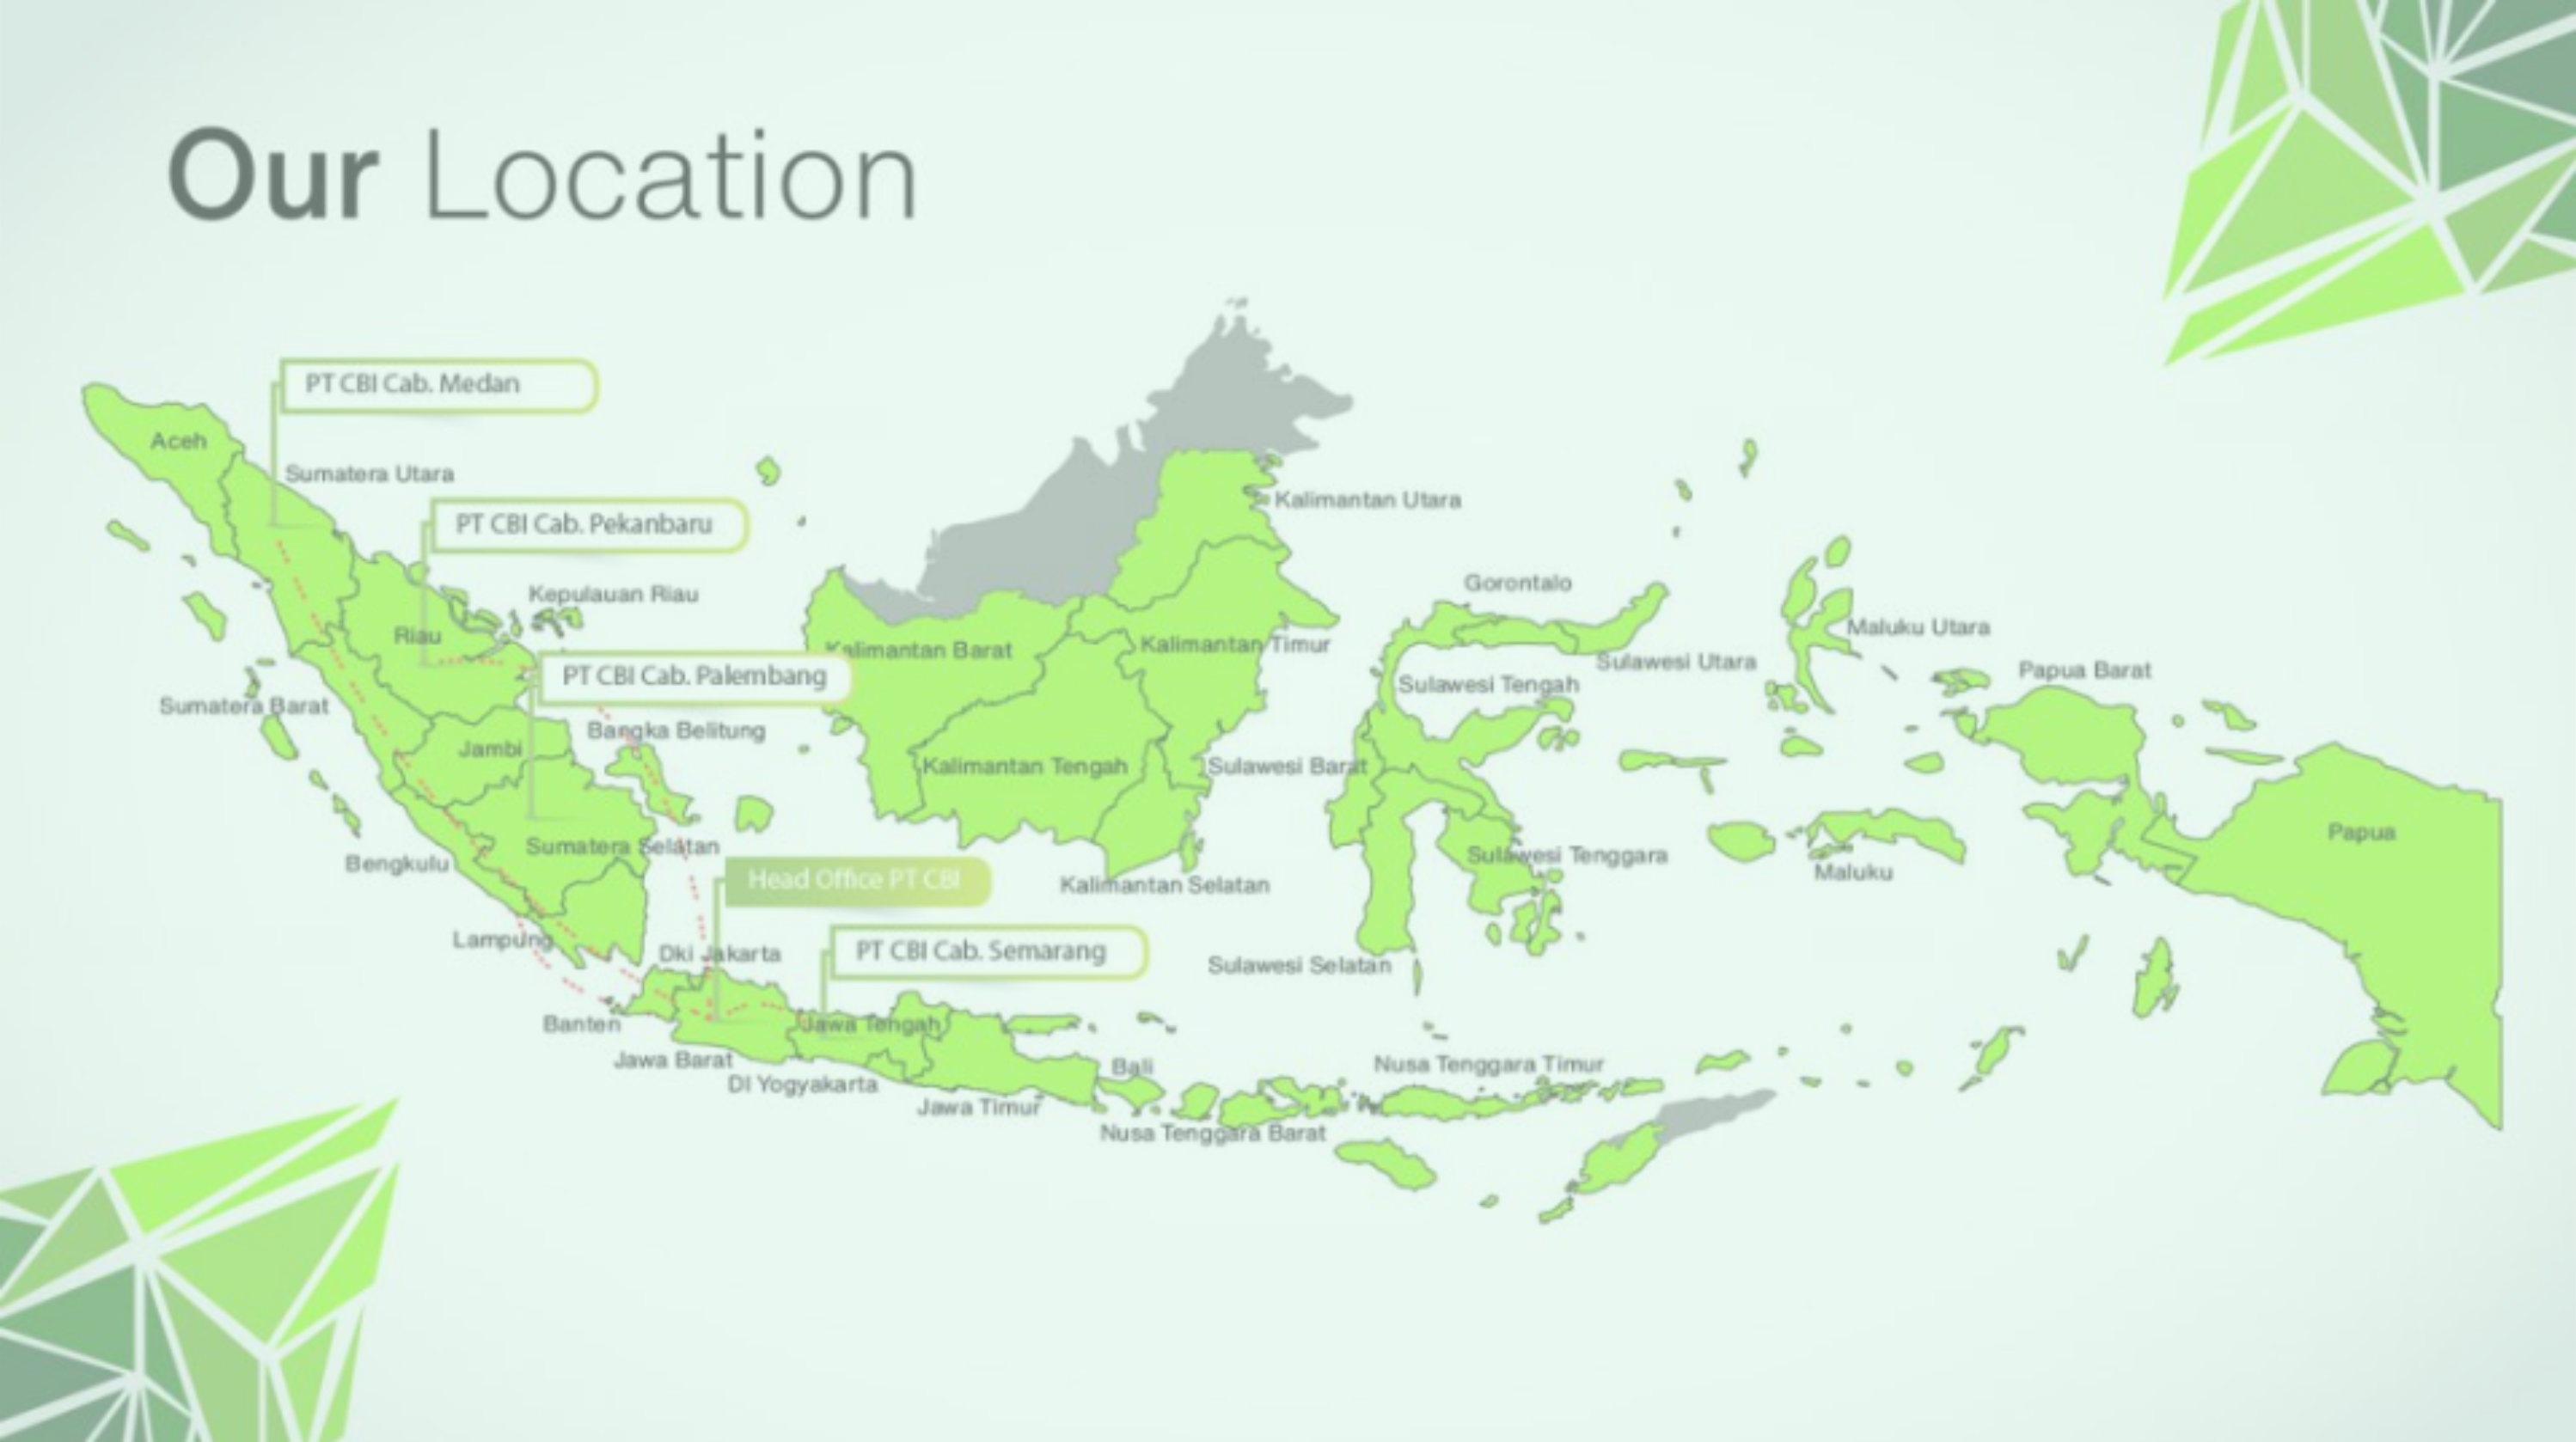 Our Location
PT CBI Cab. Medan
Aceh
Sumatera Utara
PT CBI Cab. Pekanbaru
Kalimantan Utara
Kepulauan Riau
Gorontalo
Riau
Maluku Utara
Kalimantan Barat
Kalimantan Timur
Sulawesi Utara
Papua Barat
PT CBI Cab. Palembang
Sulawesi Tengah
Sumatera Barat
Bangka Belitung
Jambi
Kalimantan Tengah
Sulawesi Barat
Papua
Sumatera Selatan
Sulawesi Tenggara
Bengkulu
Maluku
Head Office PT CBI
Kalimantan Selatan
Lampung
Dki Jakarta
PT CBI Cab. Semarang
Sulawesi Selatan
Banten
Jawa Tengah
Jawa Barat
Bali
Nusa Tenggara Timur
DI Yogyakarta
Jawa Timur
Nusa Tenggara Barat